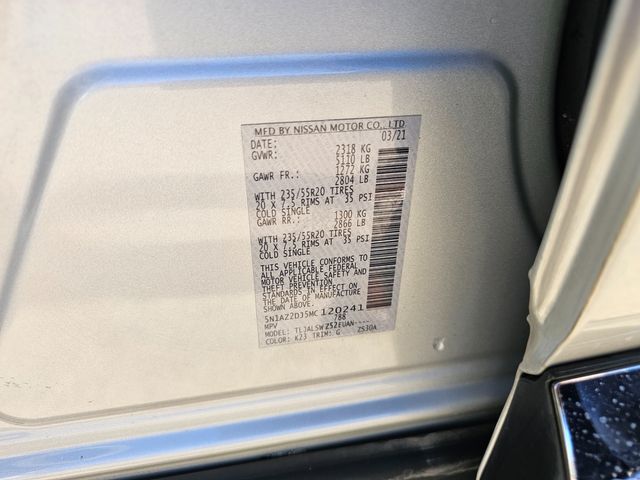 MFD BY NISSAN MOTOR CO., LTD
DATE: 03/21
GVWR: 2318 KG
5110 LB
GAWR FR.: 1272 KG
2804 LB
WITH 235/55R20 TIRES
20 X 7.5 RIMS AT 35 PSI
COLD SINGLE
GAWR RR.: 1300 KG
2866 LB
WITH 235/55R20 TIRES
20 X 7.5 RIMS AT 35 PSI
COLD SINGLE
THIS VEHICLE CONFORMS TO
ALL APPLICABLE FEDERAL
MOTOR VEHICLE SAFETY AND
THEFT PREVENTION
STANDARDS IN EFFECT ON
THE DATE OF MANUFACTURE
SHOWN ABOVE
5N1AZ2DJ5MC120241
MPV 788
MODEL: TLJALSWZ52EUAN----
COLOR: K23 TRIM: G Z530A